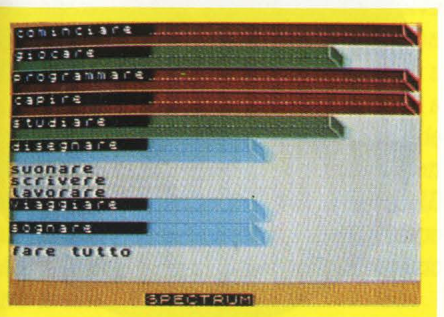 cominciare
giocare
programmare
capire
studiare
disegnare
suonare
scrivere
lavorare
viaggiare
sognare
fare tutto
SPECTRUM